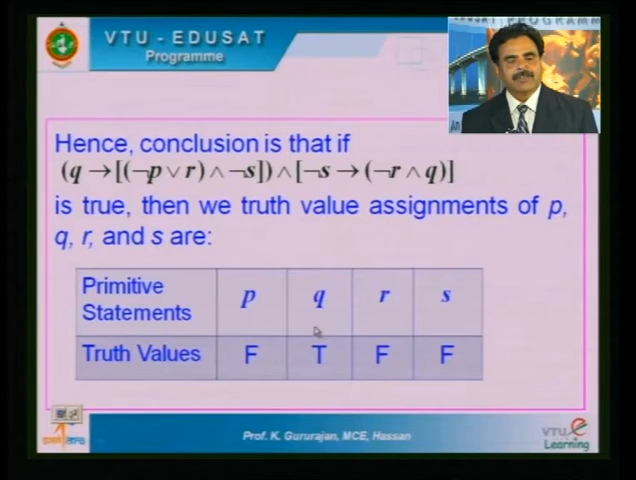 VTU - EDUSAT
Programme
Hence, conclusion is that if
(q →[(¬p ∨ r) ∧ ¬s]) ∧ [¬s → (¬r ∧ q)]
is true, then we truth value assignments of p,
q, r, and s are:
Primitive Statements p q r s
Truth Values F T F F
Prof. K. Gururajan, MCE, Hassan
VTU e
Learning